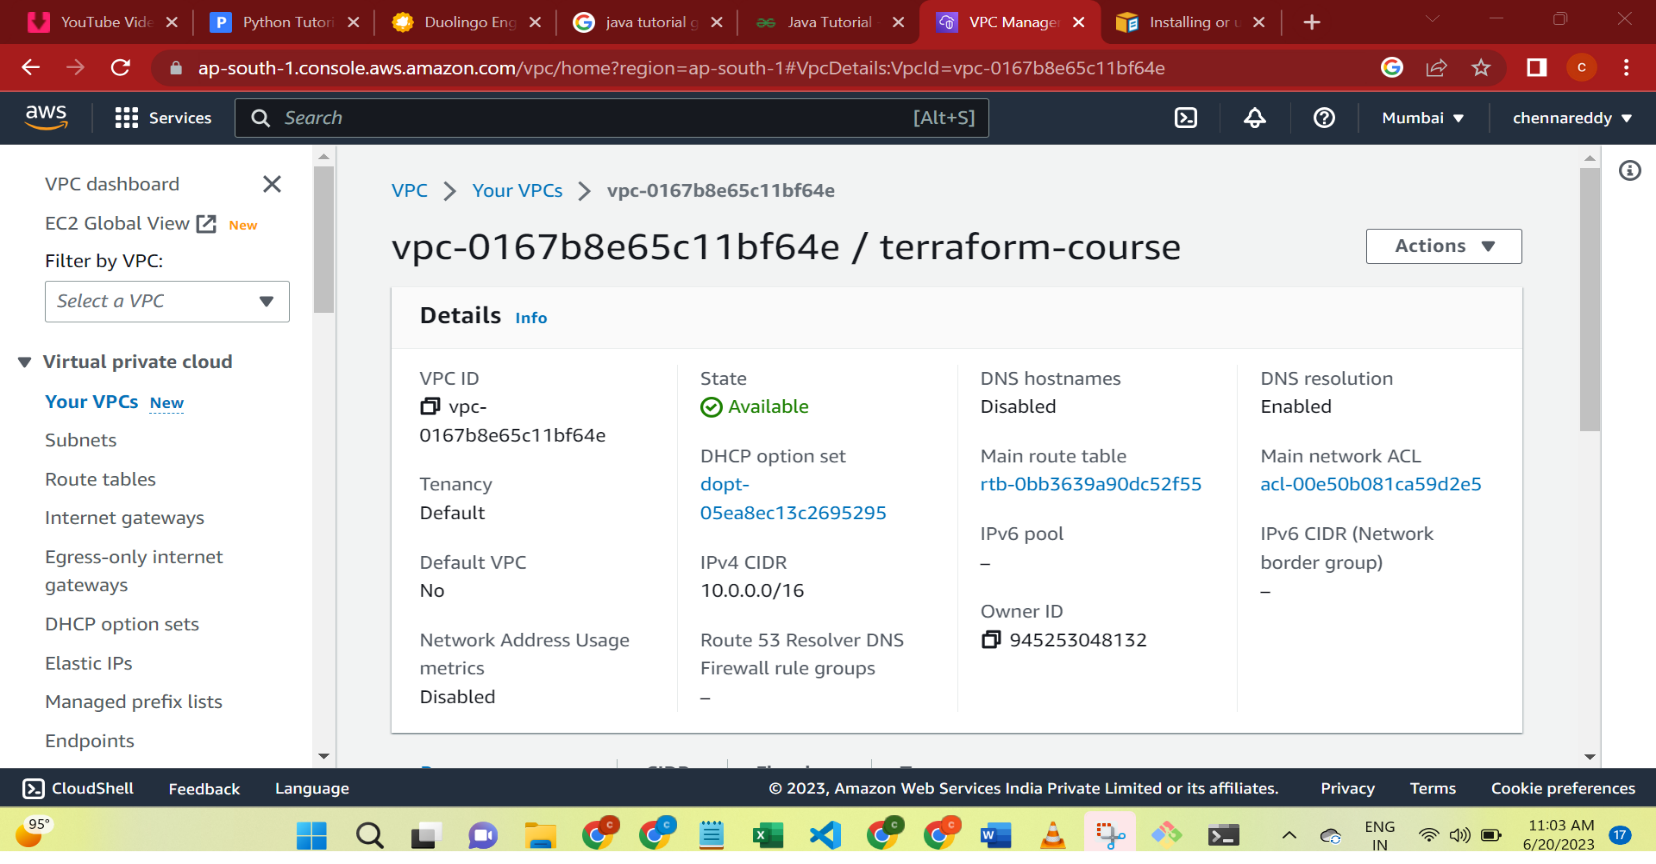 YouTube Vide
Python Tutori
Duolingo Eng
java tutorial g
Java Tutorial
VPC Manager
Installing or u
ap-south-1.console.aws.amazon.com/vpc/home?region=ap-south-1#VpcDetails:VpcId=vpc-0167b8e65c11bf64e
C
aws
Services
Search
[Alt+S]
Mumbai
chennareddy
VPC dashboard
EC2 Global View New
Filter by VPC:
Select a VPC
Virtual private cloud
Your VPCs New
Subnets
Route tables
Internet gateways
Egress-only internet
gateways
DHCP option sets
Elastic IPs
Managed prefix lists
Endpoints
VPC
Your VPCs
vpc-0167b8e65c11bf64e
vpc-0167b8e65c11bf64e / terraform-course
Actions
Details Info
VPC ID
vpc-
0167b8e65c11bf64e
Tenancy
Default
Default VPC
No
Network Address Usage
metrics
Disabled
State
Available
DHCP option set
dopt-
05ea8ec13c2695295
IPv4 CIDR
10.0.0.0/16
Route 53 Resolver DNS
Firewall rule groups
–
DNS hostnames
Disabled
Main route table
rtb-0bb3639a90dc52f55
IPv6 pool
–
Owner ID
945253048132
DNS resolution
Enabled
Main network ACL
acl-00e50b081ca59d2e5
IPv6 CIDR (Network
border group)
–
CloudShell
Feedback
Language
© 2023, Amazon Web Services India Private Limited or its affiliates.
Privacy
Terms
Cookie preferences
95°
ENG
IN
11:03 AM
6/20/2023
17